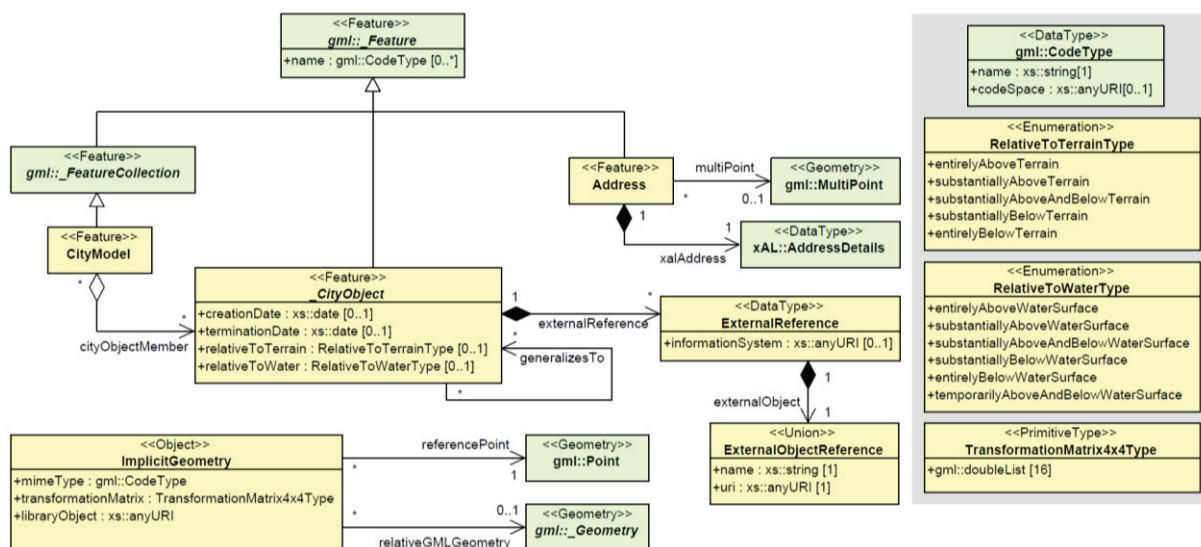 <<Feature>>
gml::_Feature
+name : gml::CodeType [0..*]
<<Feature>>
gml::_FeatureCollection
<<Feature>>
CityModel
*
cityObjectMember
*
<<Feature>>
Address
multiPoint
*
0..1
<<Geometry>>
gml::MultiPoint
1
1
xalAddress
<<DataType>>
xAL::AddressDetails
<<Feature>>
_CityObject
+creationDate : xs::date [0..1]
+terminationDate : xs::date [0..1]
+relativeToTerrain : RelativeToTerrainType [0..1]
+relativeToWater : RelativeToWaterType [0..1]
1
*
externalReference
*
generalizesTo
*
<<DataType>>
ExternalReference
+informationSystem : xs::anyURI [0..1]
1
externalObject
1
<<Union>>
ExternalObjectReference
+name : xs::string [1]
+uri : xs::anyURI [1]
<<Object>>
ImplicitGeometry
+mimeType : gml::CodeType
+transformationMatrix : TransformationMatrix4x4Type
+libraryObject : xs::anyURI
referencePoint
*
1
<<Geometry>>
gml::Point
0..1
*
relativeGMLGeometry
<<Geometry>>
gml::_Geometry
<<DataType>>
gml::CodeType
+name : xs::string[1]
+codeSpace : xs::anyURI[0..1]
<<Enumeration>>
RelativeToTerrainType
+entirelyAboveTerrain
+substantiallyAboveTerrain
+substantiallyAboveAndBelowTerrain
+substantiallyBelowTerrain
+entirelyBelowTerrain
<<Enumeration>>
RelativeToWaterType
+entirelyAboveWaterSurface
+substantiallyAboveWaterSurface
+substantiallyAboveAndBelowWaterSurface
+substantiallyBelowWaterSurface
+entirelyBelowWaterSurface
+temporarilyAboveAndBelowWaterSurface
<<PrimitiveType>>
TransformationMatrix4x4Type
+gml::doubleList [16]